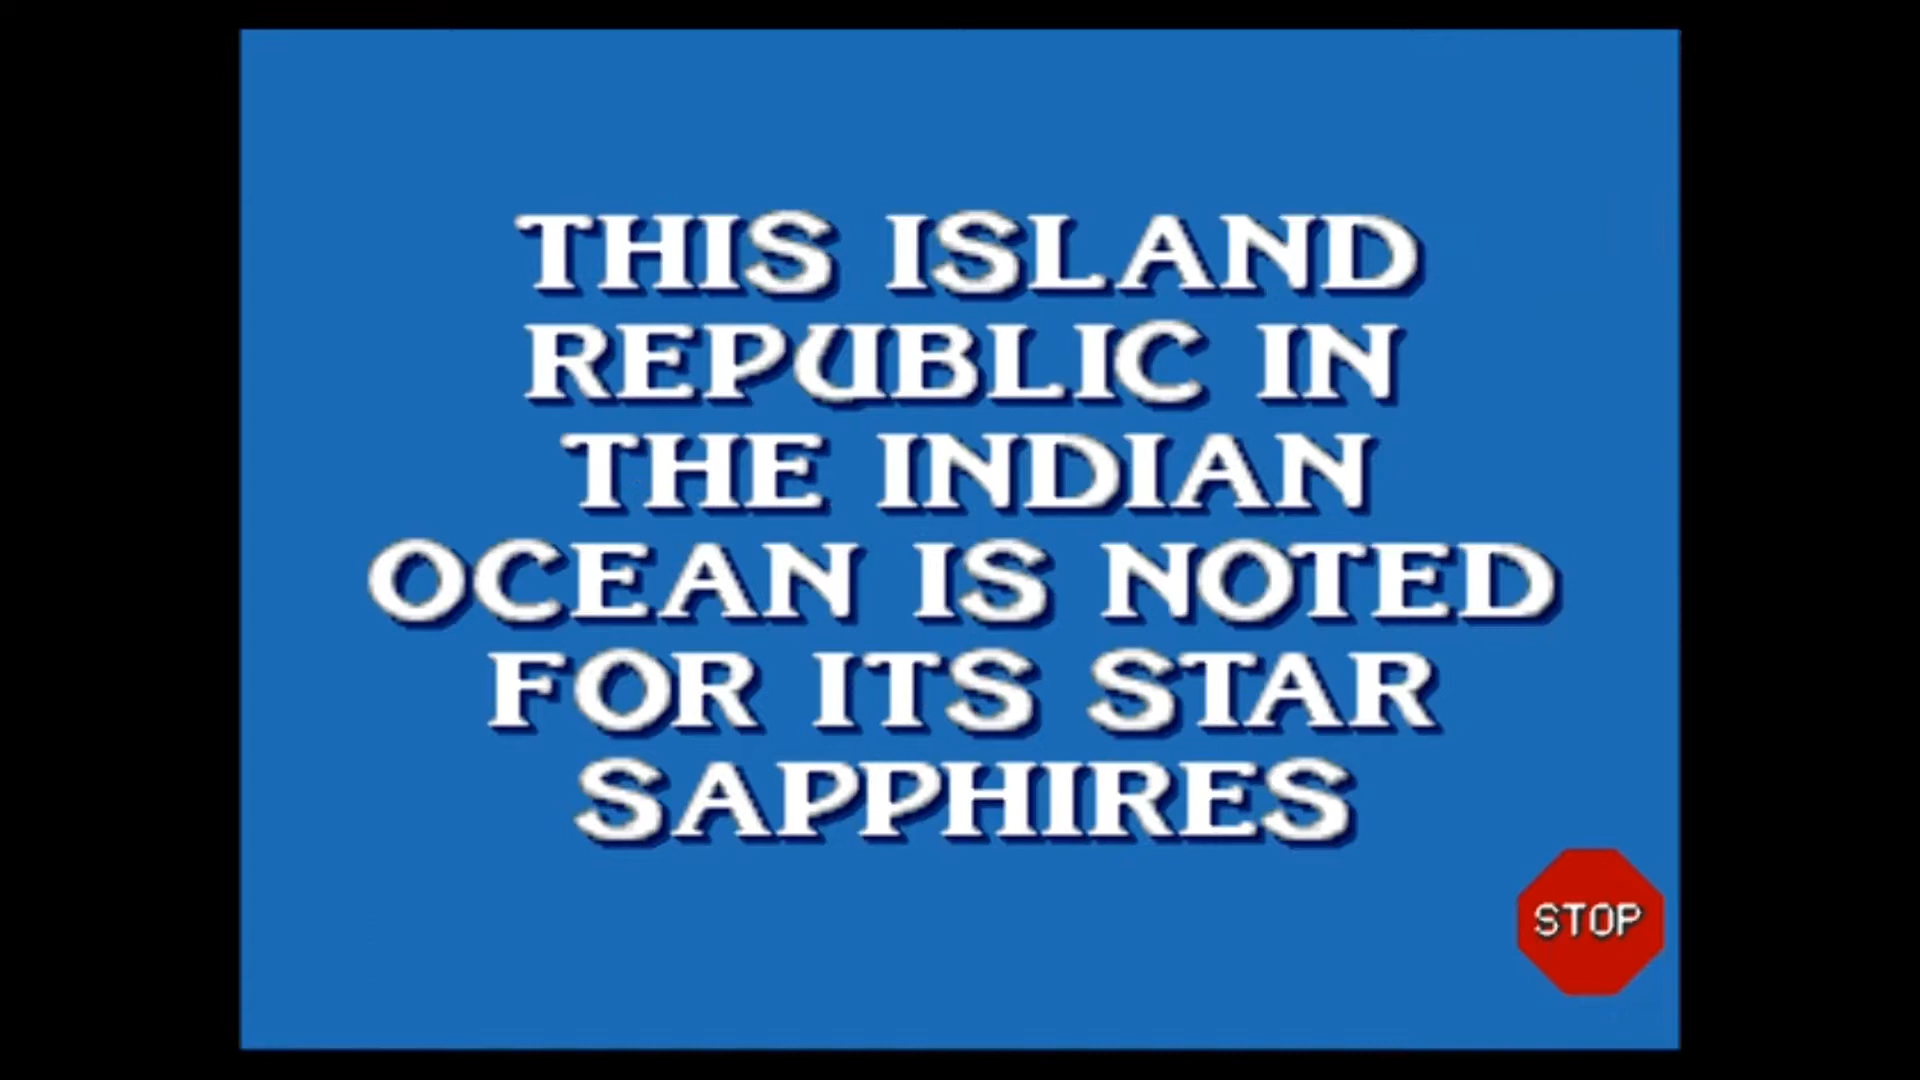 THIS ISLAND
REPUBLIC IN
THE INDIAN
OCEAN IS NOTED
FOR ITS STAR
SAPPHIRES
STOP